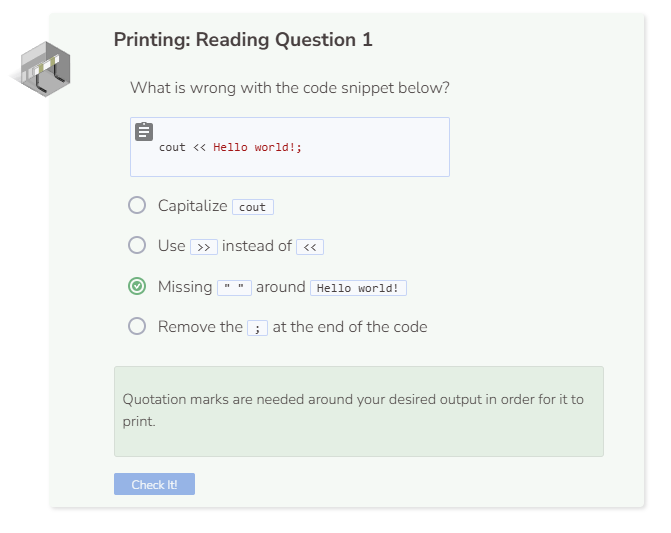 Printing: Reading Question 1
What is wrong with the code snippet below?
cout << Hello world!;
Capitalize cout
Use >> instead of <<
Missing " " around Hello world!
Remove the ; at the end of the code
Quotation marks are needed around your desired output in order for it to
print.
Check It!